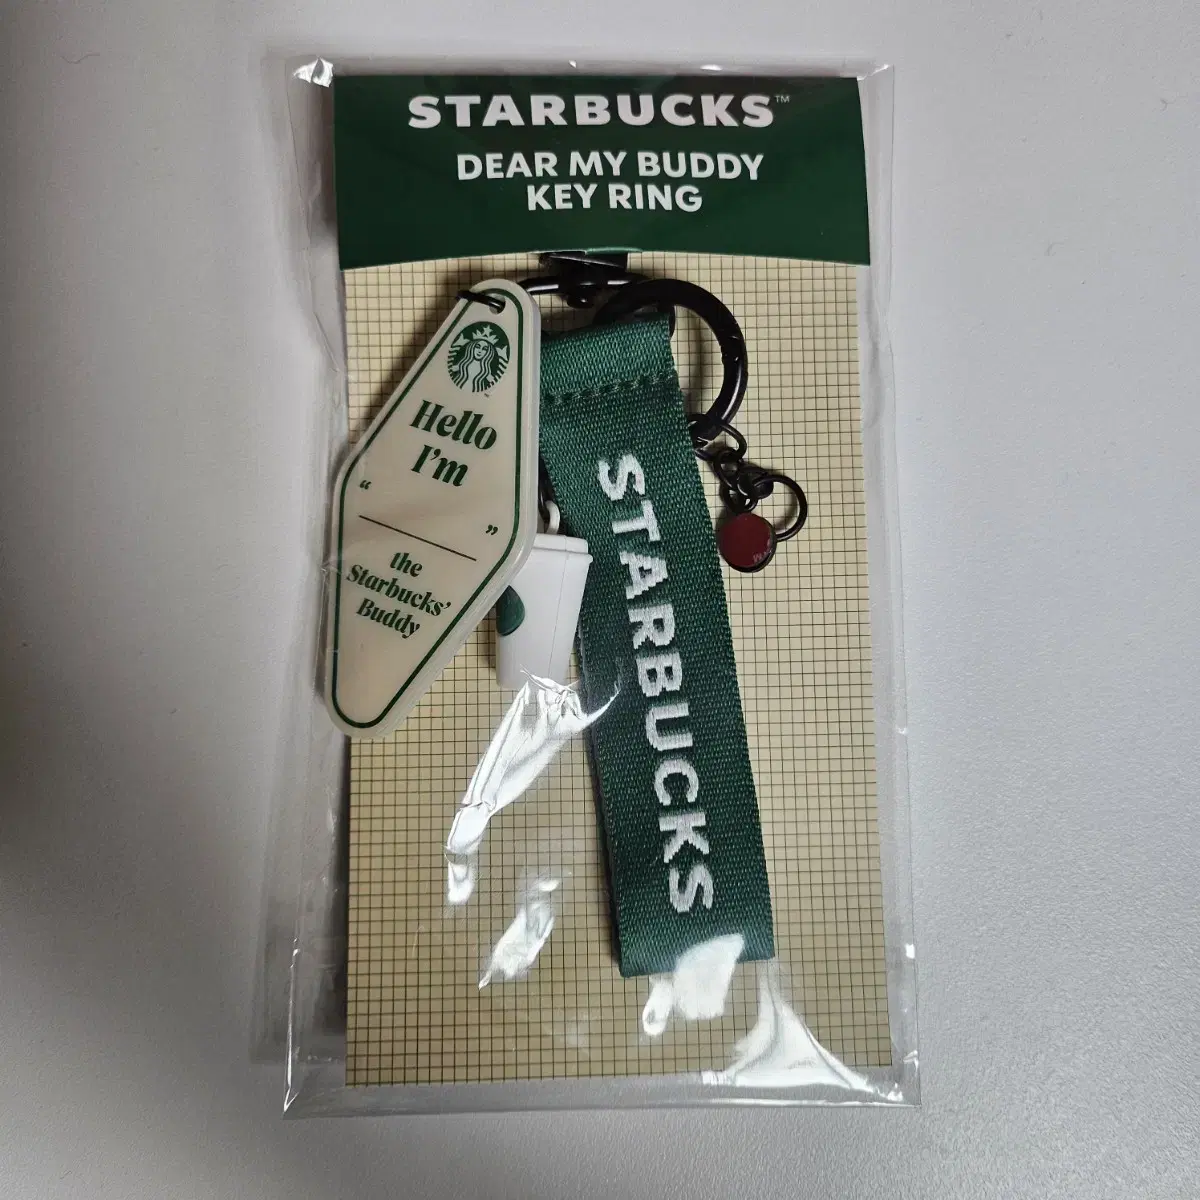 STARBUCKS™
DEAR MY BUDDY
KEY RING
Hello
I'm
“
”
the
Starbucks'
Buddy
STARBUCKS